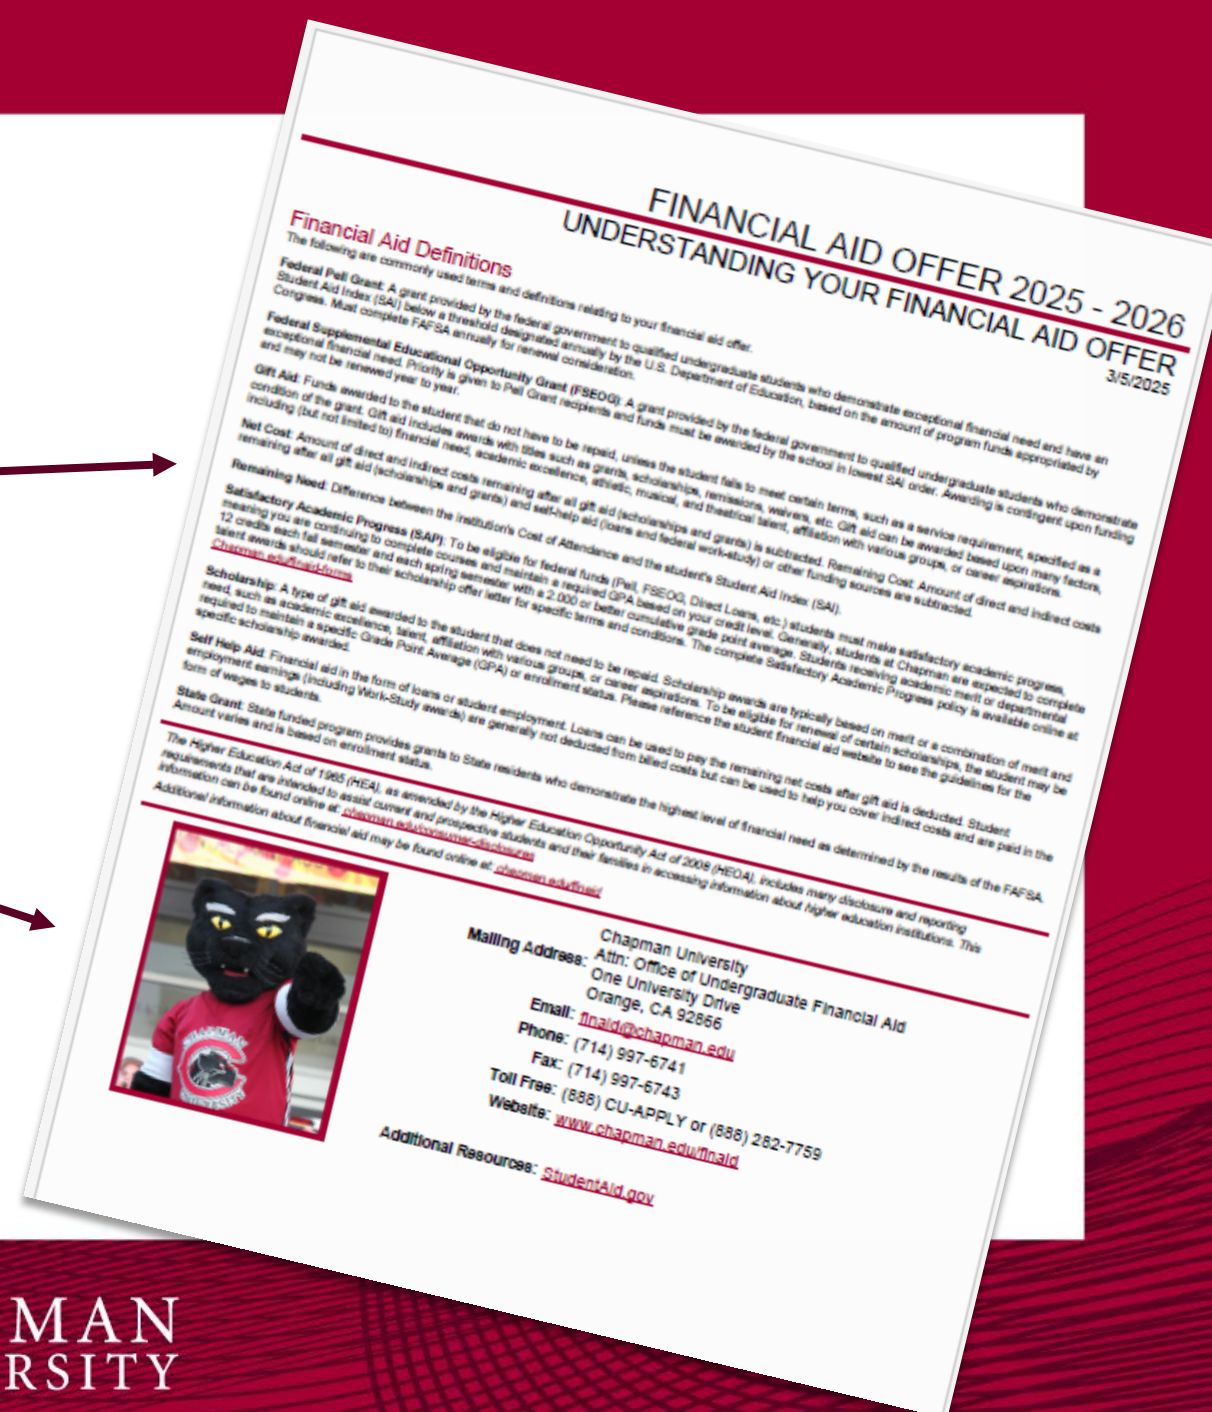 FINANCIAL AID OFFER 2025 - 2026
UNDERSTANDING YOUR FINANCIAL AID OFFER
3/5/2025
Financial Aid Definitions
The following are commonly used terms and definitions relating to your financial aid offer.
Federal Pell Grant: A grant provided by the federal government to qualified undergraduate students who demonstrate exceptional financial need and have an
Student Aid Index (SAI) below a threshold designated annually by the U.S. Department of Education, based on the amount of program funds appropriated by
Congress. Must complete FAFSA annually for renewal consideration.
Federal Supplemental Educational Opportunity Grant (FSEOG): A grant provided by the federal government to qualified undergraduate students who demonstrate
exceptional financial need. Priority is given to Pell Grant recipients and funds must be awarded by the school in lowest SAI order. Awarding is contingent upon funding
and may not be renewed year to year.
Gift Aid: Funds awarded to the student that do not have to be repaid, unless the student fails to meet certain terms, such as a service requirement, specified as a
condition of the grant. Gift aid includes awards with titles such as grants, scholarships, remissions, waivers, etc. Gift aid can be awarded based upon many factors,
including (but not limited to) financial need, academic excellence, athletic, musical, and theatrical talent, affiliation with various groups, or career aspirations.
Net Cost: Amount of direct and indirect costs remaining after all gift aid (scholarships and grants) is subtracted. Remaining Cost: Amount of direct and indirect costs
remaining after all gift aid (scholarships and grants) and self-help aid (loans and federal work-study) or other funding sources are subtracted.
Remaining Need: Difference between the institution's Cost of Attendance and the student's Student Aid Index (SAI).
Satisfactory Academic Progress (SAP): To be eligible for federal funds (Pell, FSEOG, Direct Loans, etc.) students must make satisfactory academic progress,
meaning you are continuing to complete courses and maintain a required GPA based on your credit level. Generally, students at Chapman are expected to complete
12 credits each fall semester and each spring semester with a 2.000 or better cumulative grade point average. Students receiving academic merit or departmental
talent awards should refer to their scholarship offer letter for specific terms and conditions. The complete Satisfactory Academic Progress policy is available online at
Chapman.edu/finaid-forms
Scholarship: A type of gift aid awarded to the student that does not need to be repaid. Scholarship awards are typically based on merit or a combination of merit and
need, such as academic excellence, talent, affiliation with various groups, or career aspirations. To be eligible for renewal of certain scholarships, the student may be
required to maintain a specific Grade Point Average (GPA) or enrollment status. Please reference the student financial aid website to see the guidelines for the
specific scholarship awarded.
Self Help Aid: Financial aid in the form of loans or student employment. Loans can be used to pay the remaining net costs after gift aid is deducted. Student
employment earnings (including Work-Study awards) are generally not deducted from billed costs but can be used to help you cover indirect costs and are paid in the
form of wages to students.
State Grant: State funded program provides grants to State residents who demonstrate the highest level of financial need as determined by the results of the FAFSA.
Amount varies and is based on enrollment status.
The Higher Education Act of 1965 (HEA), as amended by the Higher Education Opportunity Act of 2008 (HEOA), includes many disclosure and reporting
requirements that are intended to assist current and prospective students and their families in accessing information about higher education institutions. This
information can be found online at: chapman.edu/consumer-disclosures
Additional information about financial aid may be found online at: chapman.edu/finaid
Mailing Address: Chapman University
Attn: Office of Undergraduate Financial Aid
One University Drive
Orange, CA 92866
Email: finaid@chapman.edu
Phone: (714) 997-6741
Fax: (714) 997-6743
Toll Free: (888) CU-APPLY or (888) 282-7759
Website: www.chapman.edu/finaid
Additional Resources: StudentAid.gov
CHAPMAN
UNIVERSITY
MAN
RSITY